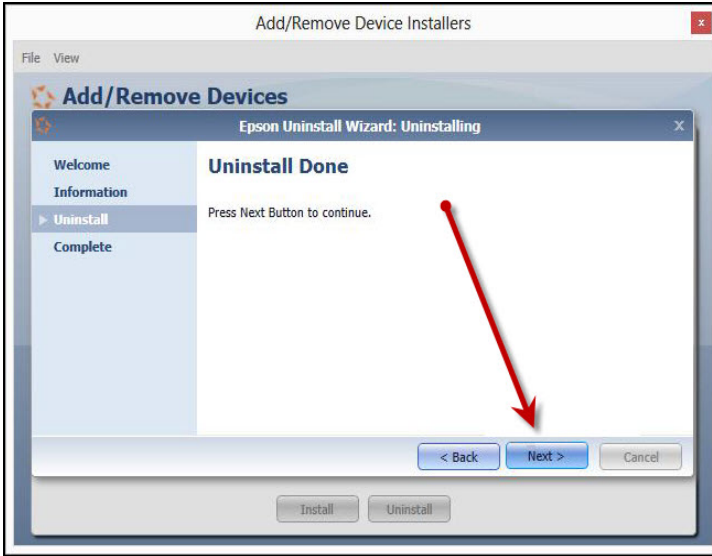 Add/Remove Device Installers
x
File View
Add/Remove Devices
Epson Uninstall Wizard: Uninstalling
X
Welcome
Information
Uninstall
Complete
Uninstall Done
Press Next Button to continue.
< Back Next > Cancel
Install Uninstall